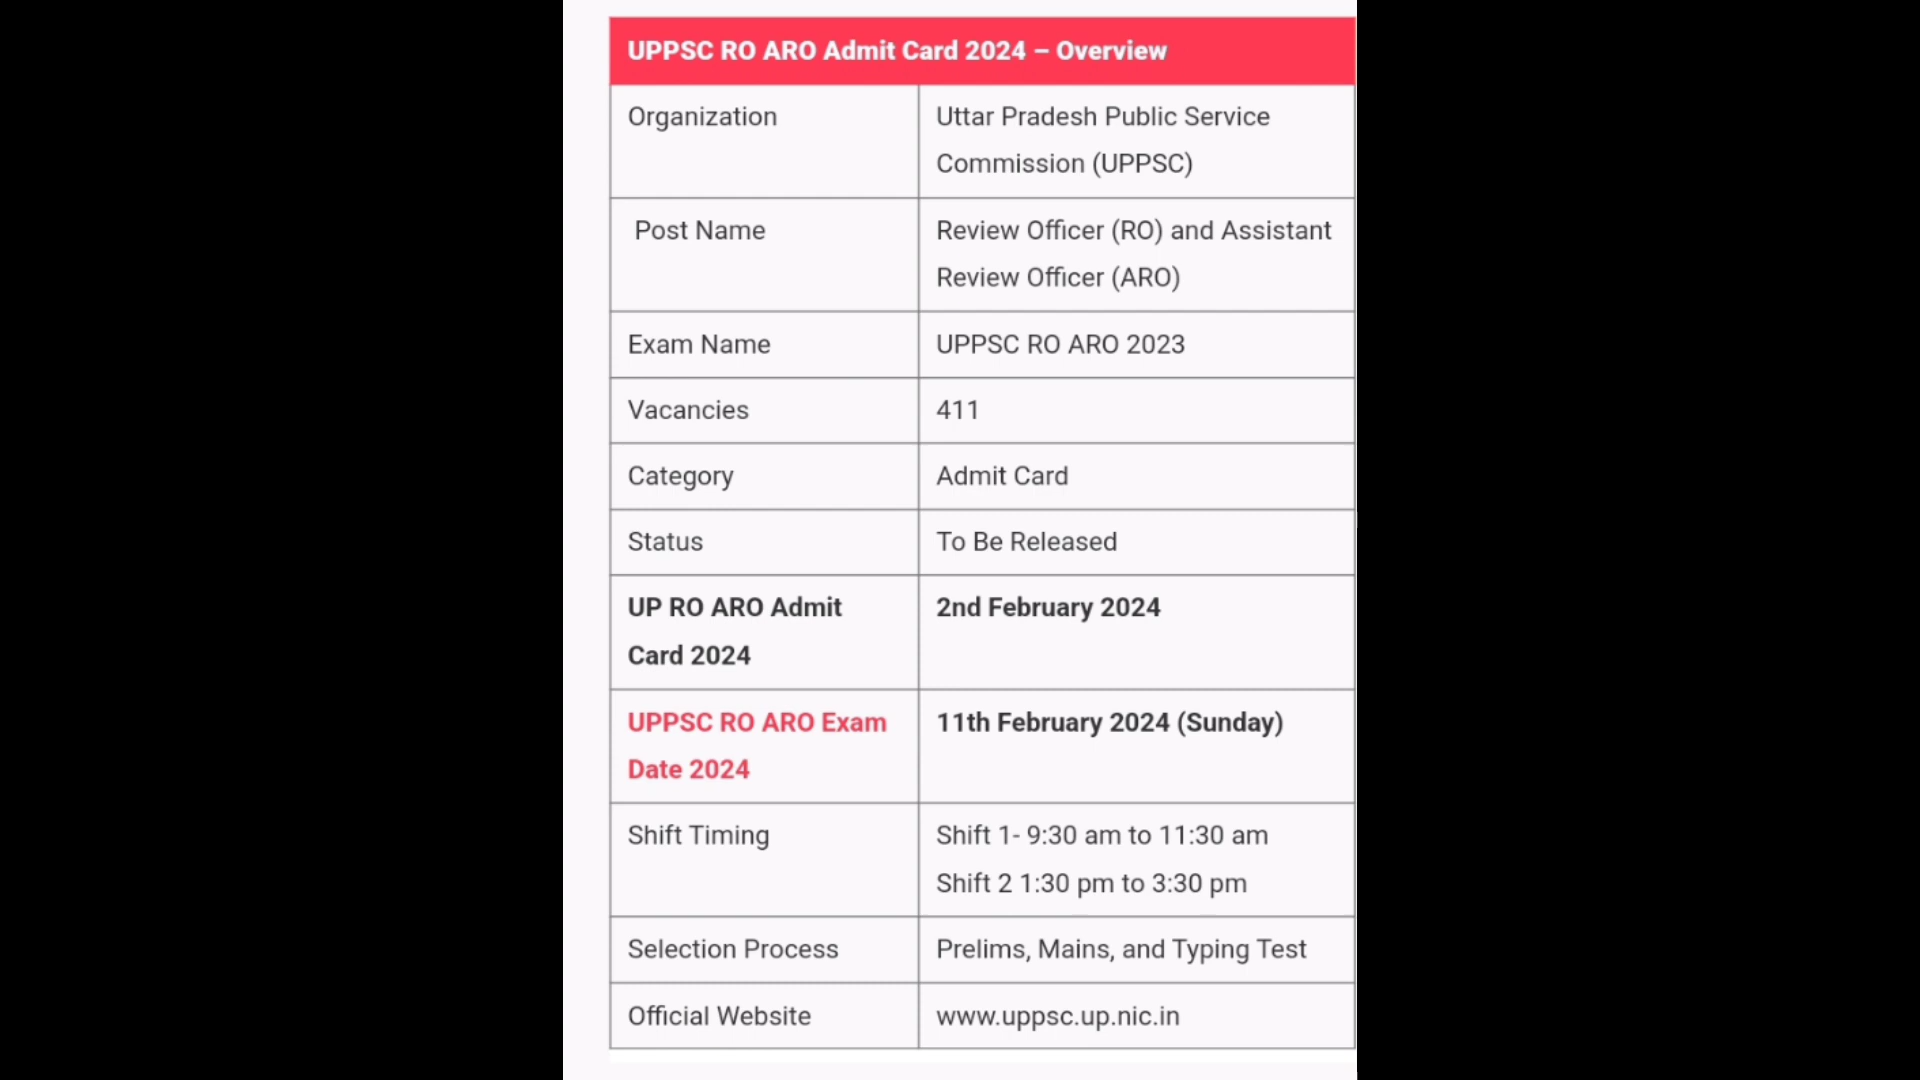 UPPSC RO ARO Admit Card 2024 – Overview
Organization
Uttar Pradesh Public Service
Commission (UPPSC)
Post Name
Review Officer (RO) and Assistant
Review Officer (ARO)
Exam Name
UPPSC RO ARO 2023
Vacancies
411
Category
Admit Card
Status
To Be Released
UP RO ARO Admit
Card 2024
2nd February 2024
UPPSC RO ARO Exam
Date 2024
11th February 2024 (Sunday)
Shift Timing
Shift 1- 9:30 am to 11:30 am
Shift 2 1:30 pm to 3:30 pm
Selection Process
Prelims, Mains, and Typing Test
Official Website
www.uppsc.up.nic.in